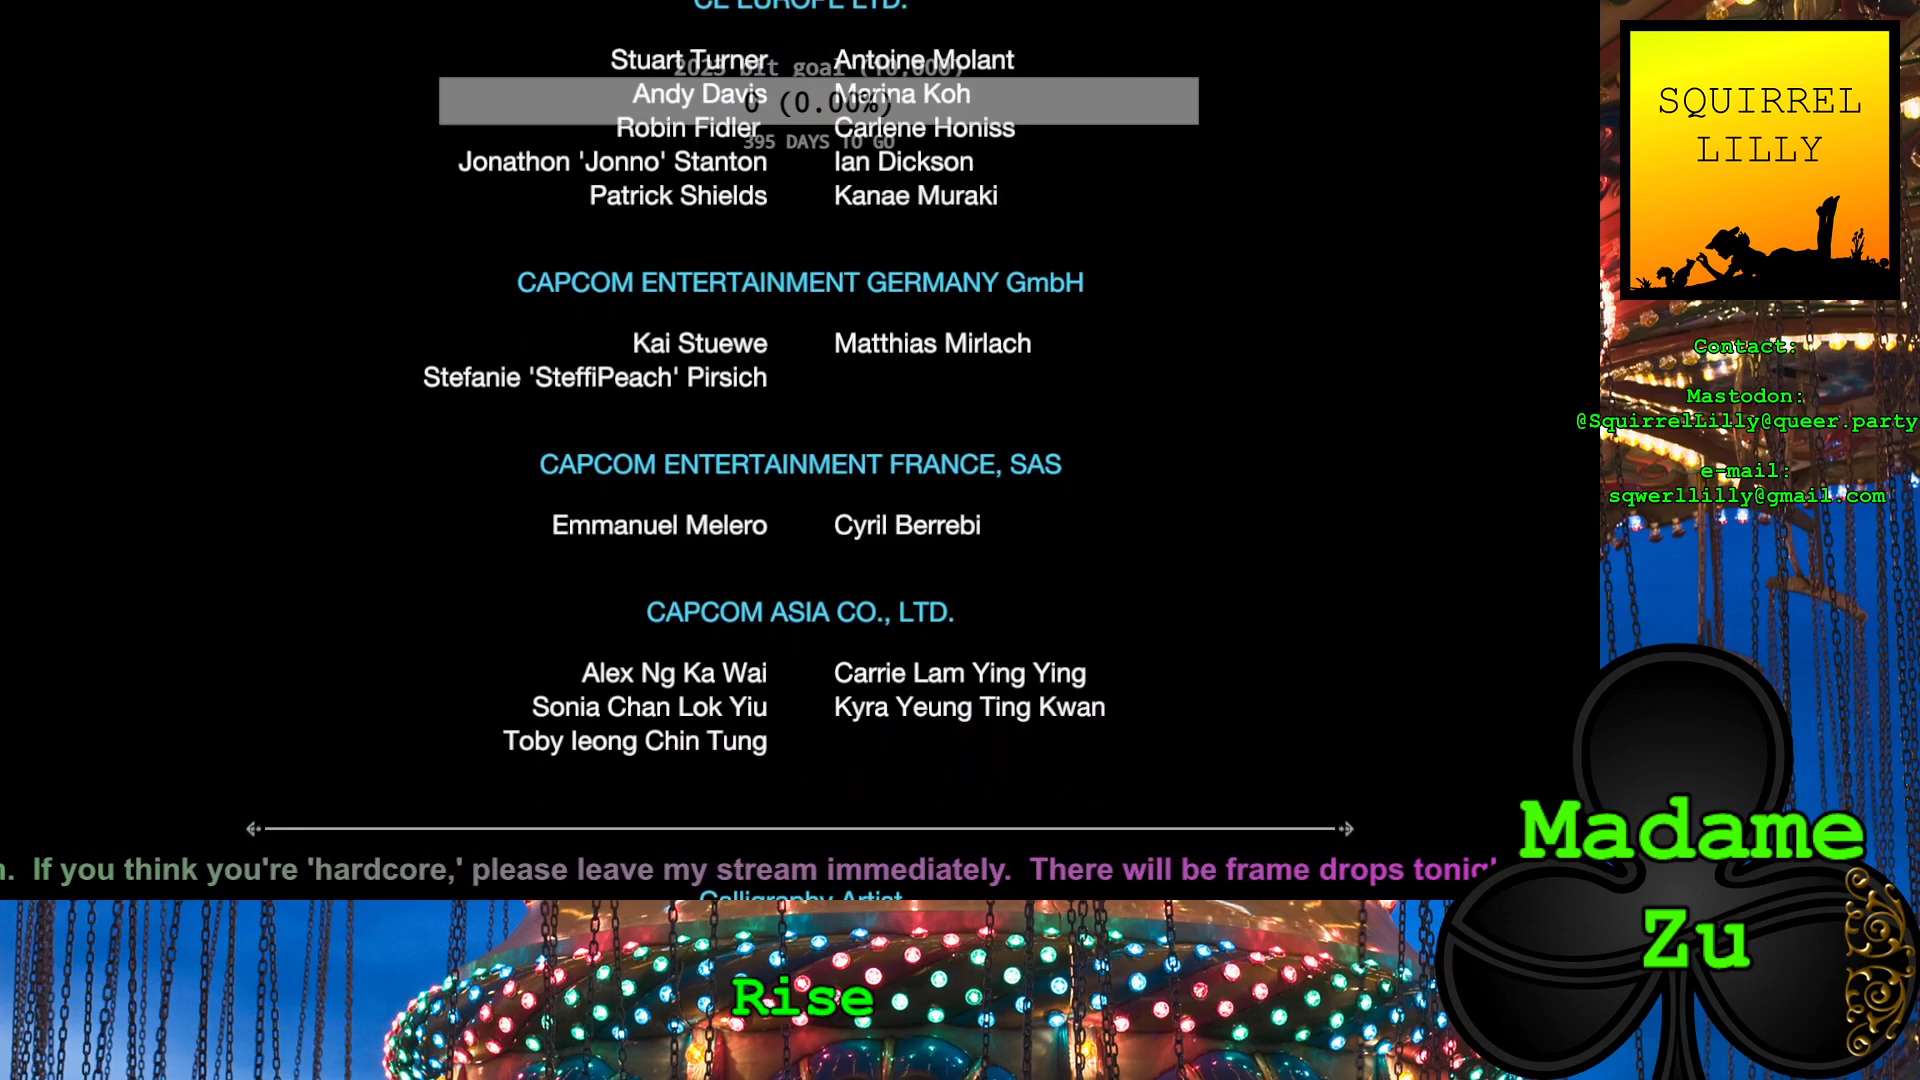 CE EUROPE LTD.
Stuart Turner Antoine Molant
2025 bit goal (10,000)
Andy Davis Marina Koh
0 (0.00%)
Robin Fidler Carlene Honiss
395 DAYS TO GO
Jonathon 'Jonno' Stanton Ian Dickson
Patrick Shields Kanae Muraki
CAPCOM ENTERTAINMENT GERMANY GmbH
Kai Stuewe Matthias Mirlach
Stefanie 'SteffiPeach' Pirsich
CAPCOM ENTERTAINMENT FRANCE, SAS
Emmanuel Melero Cyril Berrebi
CAPCOM ASIA CO., LTD.
Alex Ng Ka Wai Carrie Lam Ying Ying
Sonia Chan Lok Yiu Kyra Yeung Ting Kwan
Toby Ieong Chin Tung
If you think you're 'hardcore,' please leave my stream immediately. There will be frame drops tonig
Calligraphy Artist
Rise
SQUIRREL
LILLY
Contact:
Mastodon:
@SquirrelLilly@queer.party
e-mail:
sqwerllilly@gmail.com
Madame
Zu